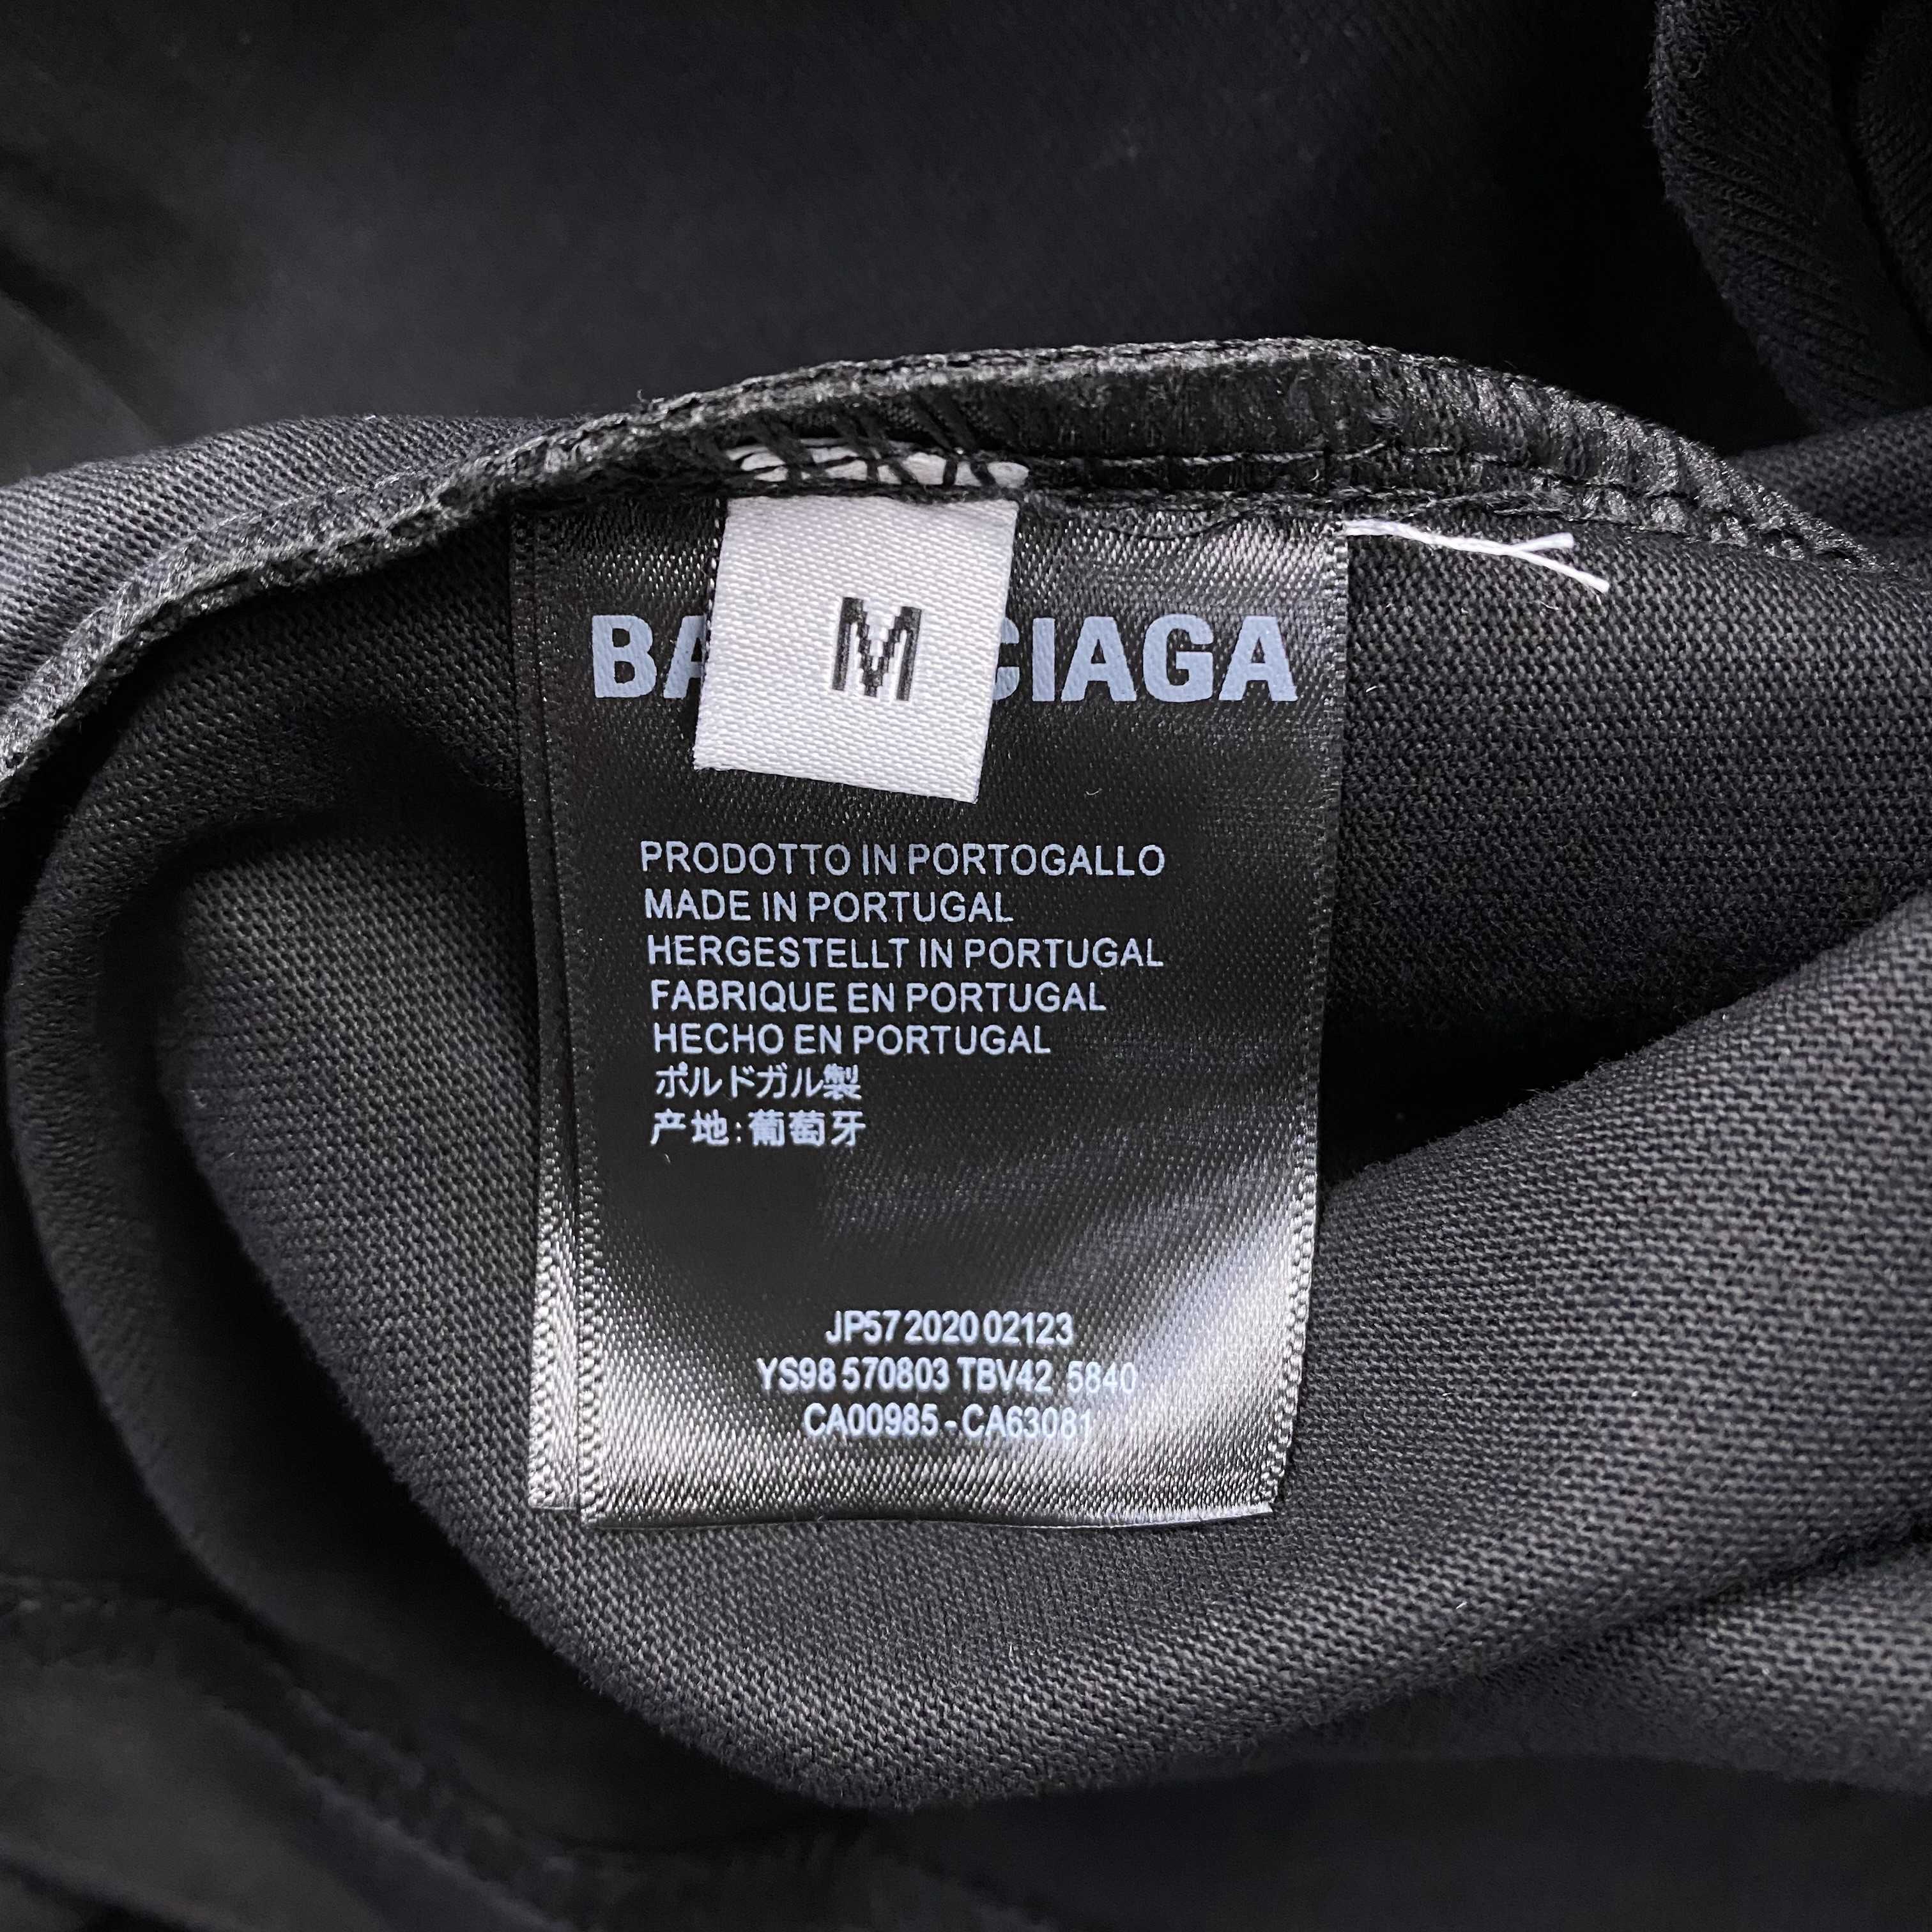 M
BA CIAGA
PRODOTTO IN PORTOGALLO
MADE IN PORTUGAL
HERGESTELLT IN PORTUGAL
FABRIQUE EN PORTUGAL
HECHO EN PORTUGAL
ポルドガル製
产地:葡萄牙
JP57 2020 02123
YS98 570803 TBV42 5840
CA00985 - CA63081